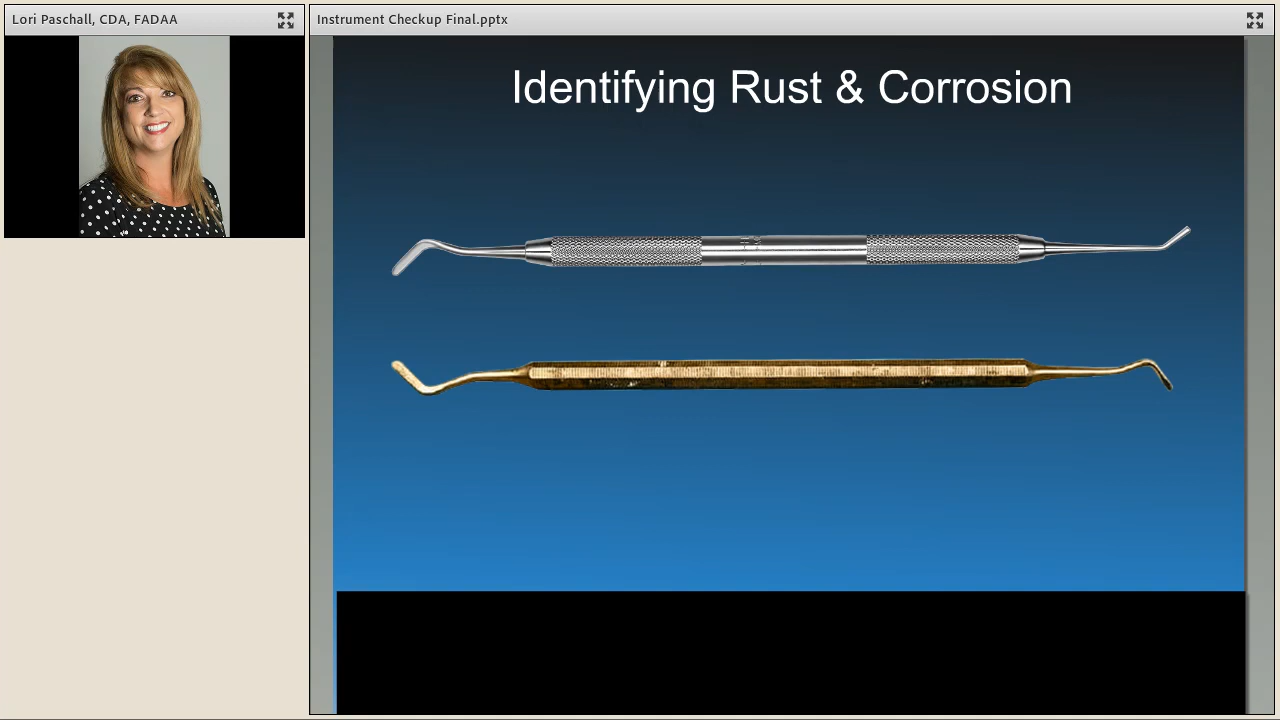 Lori Paschall, CDA, FADAA
Instrument Checkup Final.pptx
Identifying Rust & Corrosion